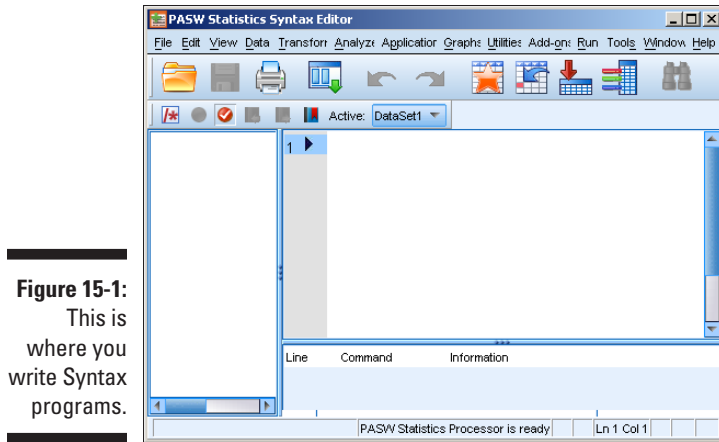 PASW Statistics Syntax Editor
File Edit View Data Transforr Analyze Applicatior Graphs Utilities Add-ons Run Tools Window Help
Active: DataSet1
1
Line Command Information
PASW Statistics Processor is ready Ln 1 Col 1
Figure 15-1:
This is
where you
write Syntax
programs.